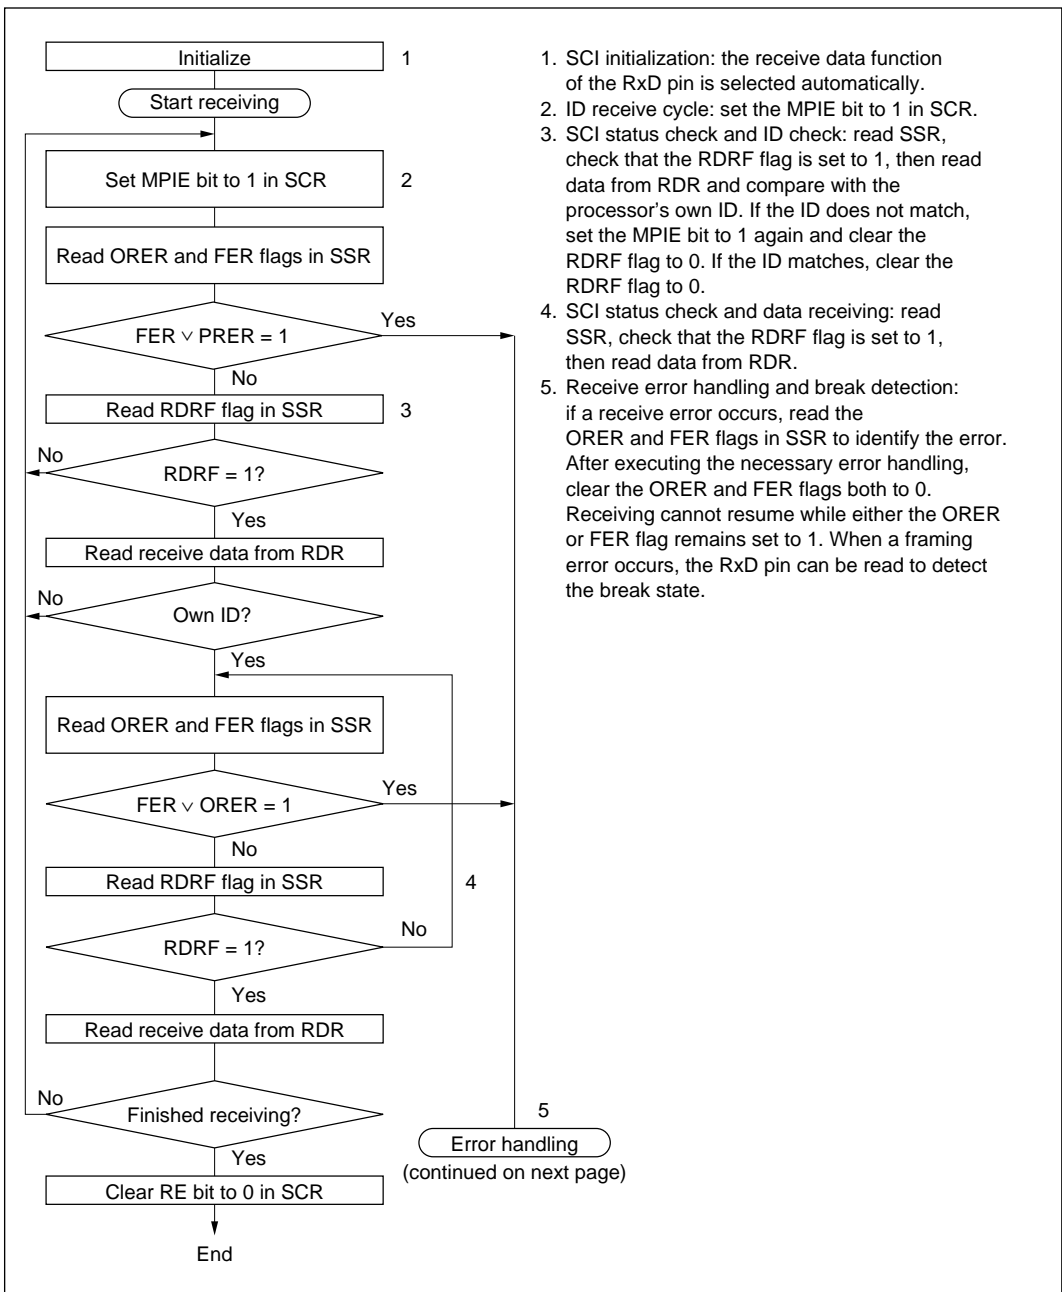 Initialize
1
Start receiving
Set MPIE bit to 1 in SCR
2
Read ORER and FER flags in SSR
FER ∨ PRER = 1
Yes
No
Read RDRF flag in SSR
3
No
RDRF = 1?
Yes
Read receive data from RDR
No
Own ID?
Yes
Read ORER and FER flags in SSR
FER ∨ ORER = 1
Yes
No
Read RDRF flag in SSR
4
RDRF = 1?
No
Yes
Read receive data from RDR
No
Finished receiving?
Yes
5
Error handling
(continued on next page)
Clear RE bit to 0 in SCR
End
1. SCI initialization: the receive data function
of the RxD pin is selected automatically.
2. ID receive cycle: set the MPIE bit to 1 in SCR.
3. SCI status check and ID check: read SSR,
check that the RDRF flag is set to 1, then read
data from RDR and compare with the
processor's own ID. If the ID does not match,
set the MPIE bit to 1 again and clear the
RDRF flag to 0. If the ID matches, clear the
RDRF flag to 0.
4. SCI status check and data receiving: read
SSR, check that the RDRF flag is set to 1,
then read data from RDR.
5. Receive error handling and break detection:
if a receive error occurs, read the
ORER and FER flags in SSR to identify the error.
After executing the necessary error handling,
clear the ORER and FER flags both to 0.
Receiving cannot resume while either the ORER
or FER flag remains set to 1. When a framing
error occurs, the RxD pin can be read to detect
the break state.